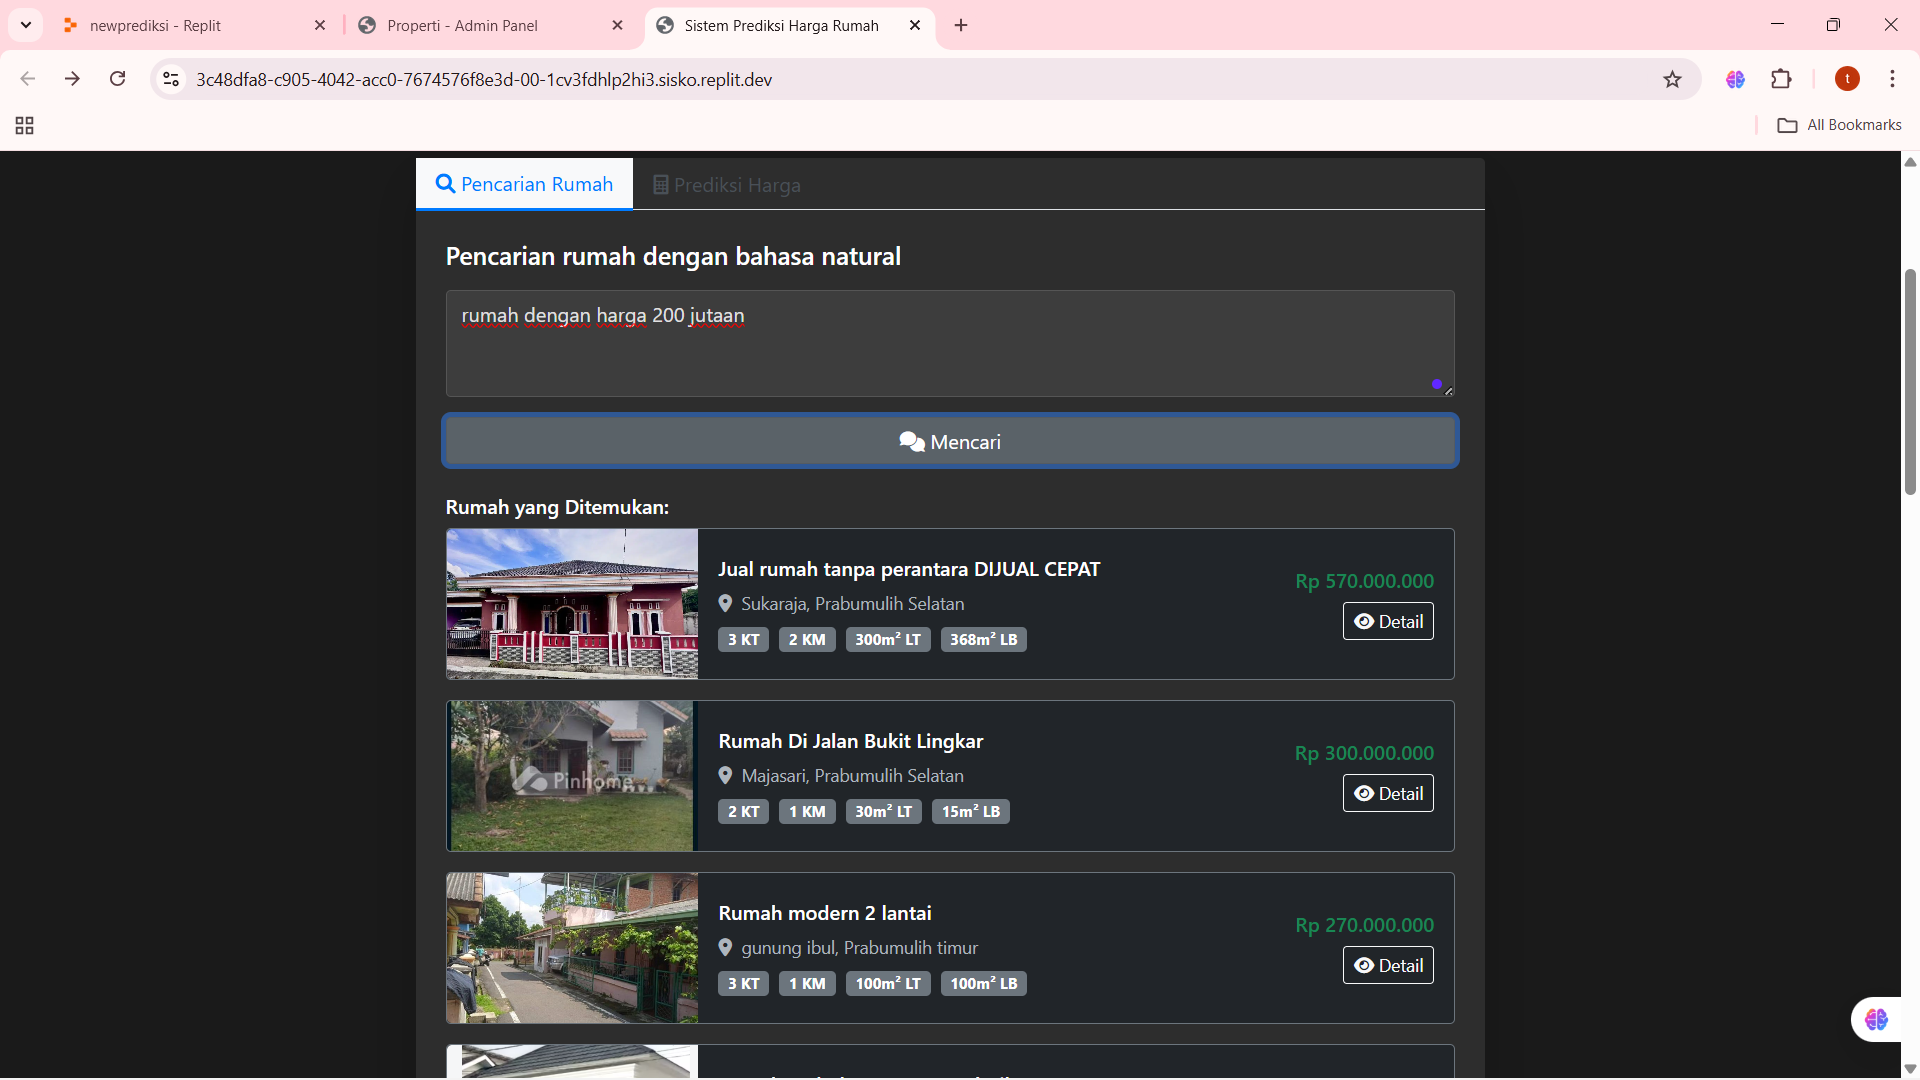 newprediksi - Replit
Properti - Admin Panel
Sistem Prediksi Harga Rumah
3c48dfa8-c905-4042-acc0-7674576f8e3d-00-1cv3fdhlp2hi3.sisko.replit.dev
t
All Bookmarks
Pencarian Rumah
Prediksi Harga
Pencarian rumah dengan bahasa natural
rumah dengan harga 200 jutaan
Mencari
Rumah yang Ditemukan:
Jual rumah tanpa perantara DIJUAL CEPAT
Sukaraja, Prabumulih Selatan
3 KT 2 KM 300m² LT 368m² LB
Rp 570.000.000
Detail
Pinhome
Rumah Di Jalan Bukit Lingkar
Majasari, Prabumulih Selatan
2 KT 1 KM 30m² LT 15m² LB
Rp 300.000.000
Detail
Rumah modern 2 lantai
gunung ibul, Prabumulih timur
3 KT 1 KM 100m² LT 100m² LB
Rp 270.000.000
Detail